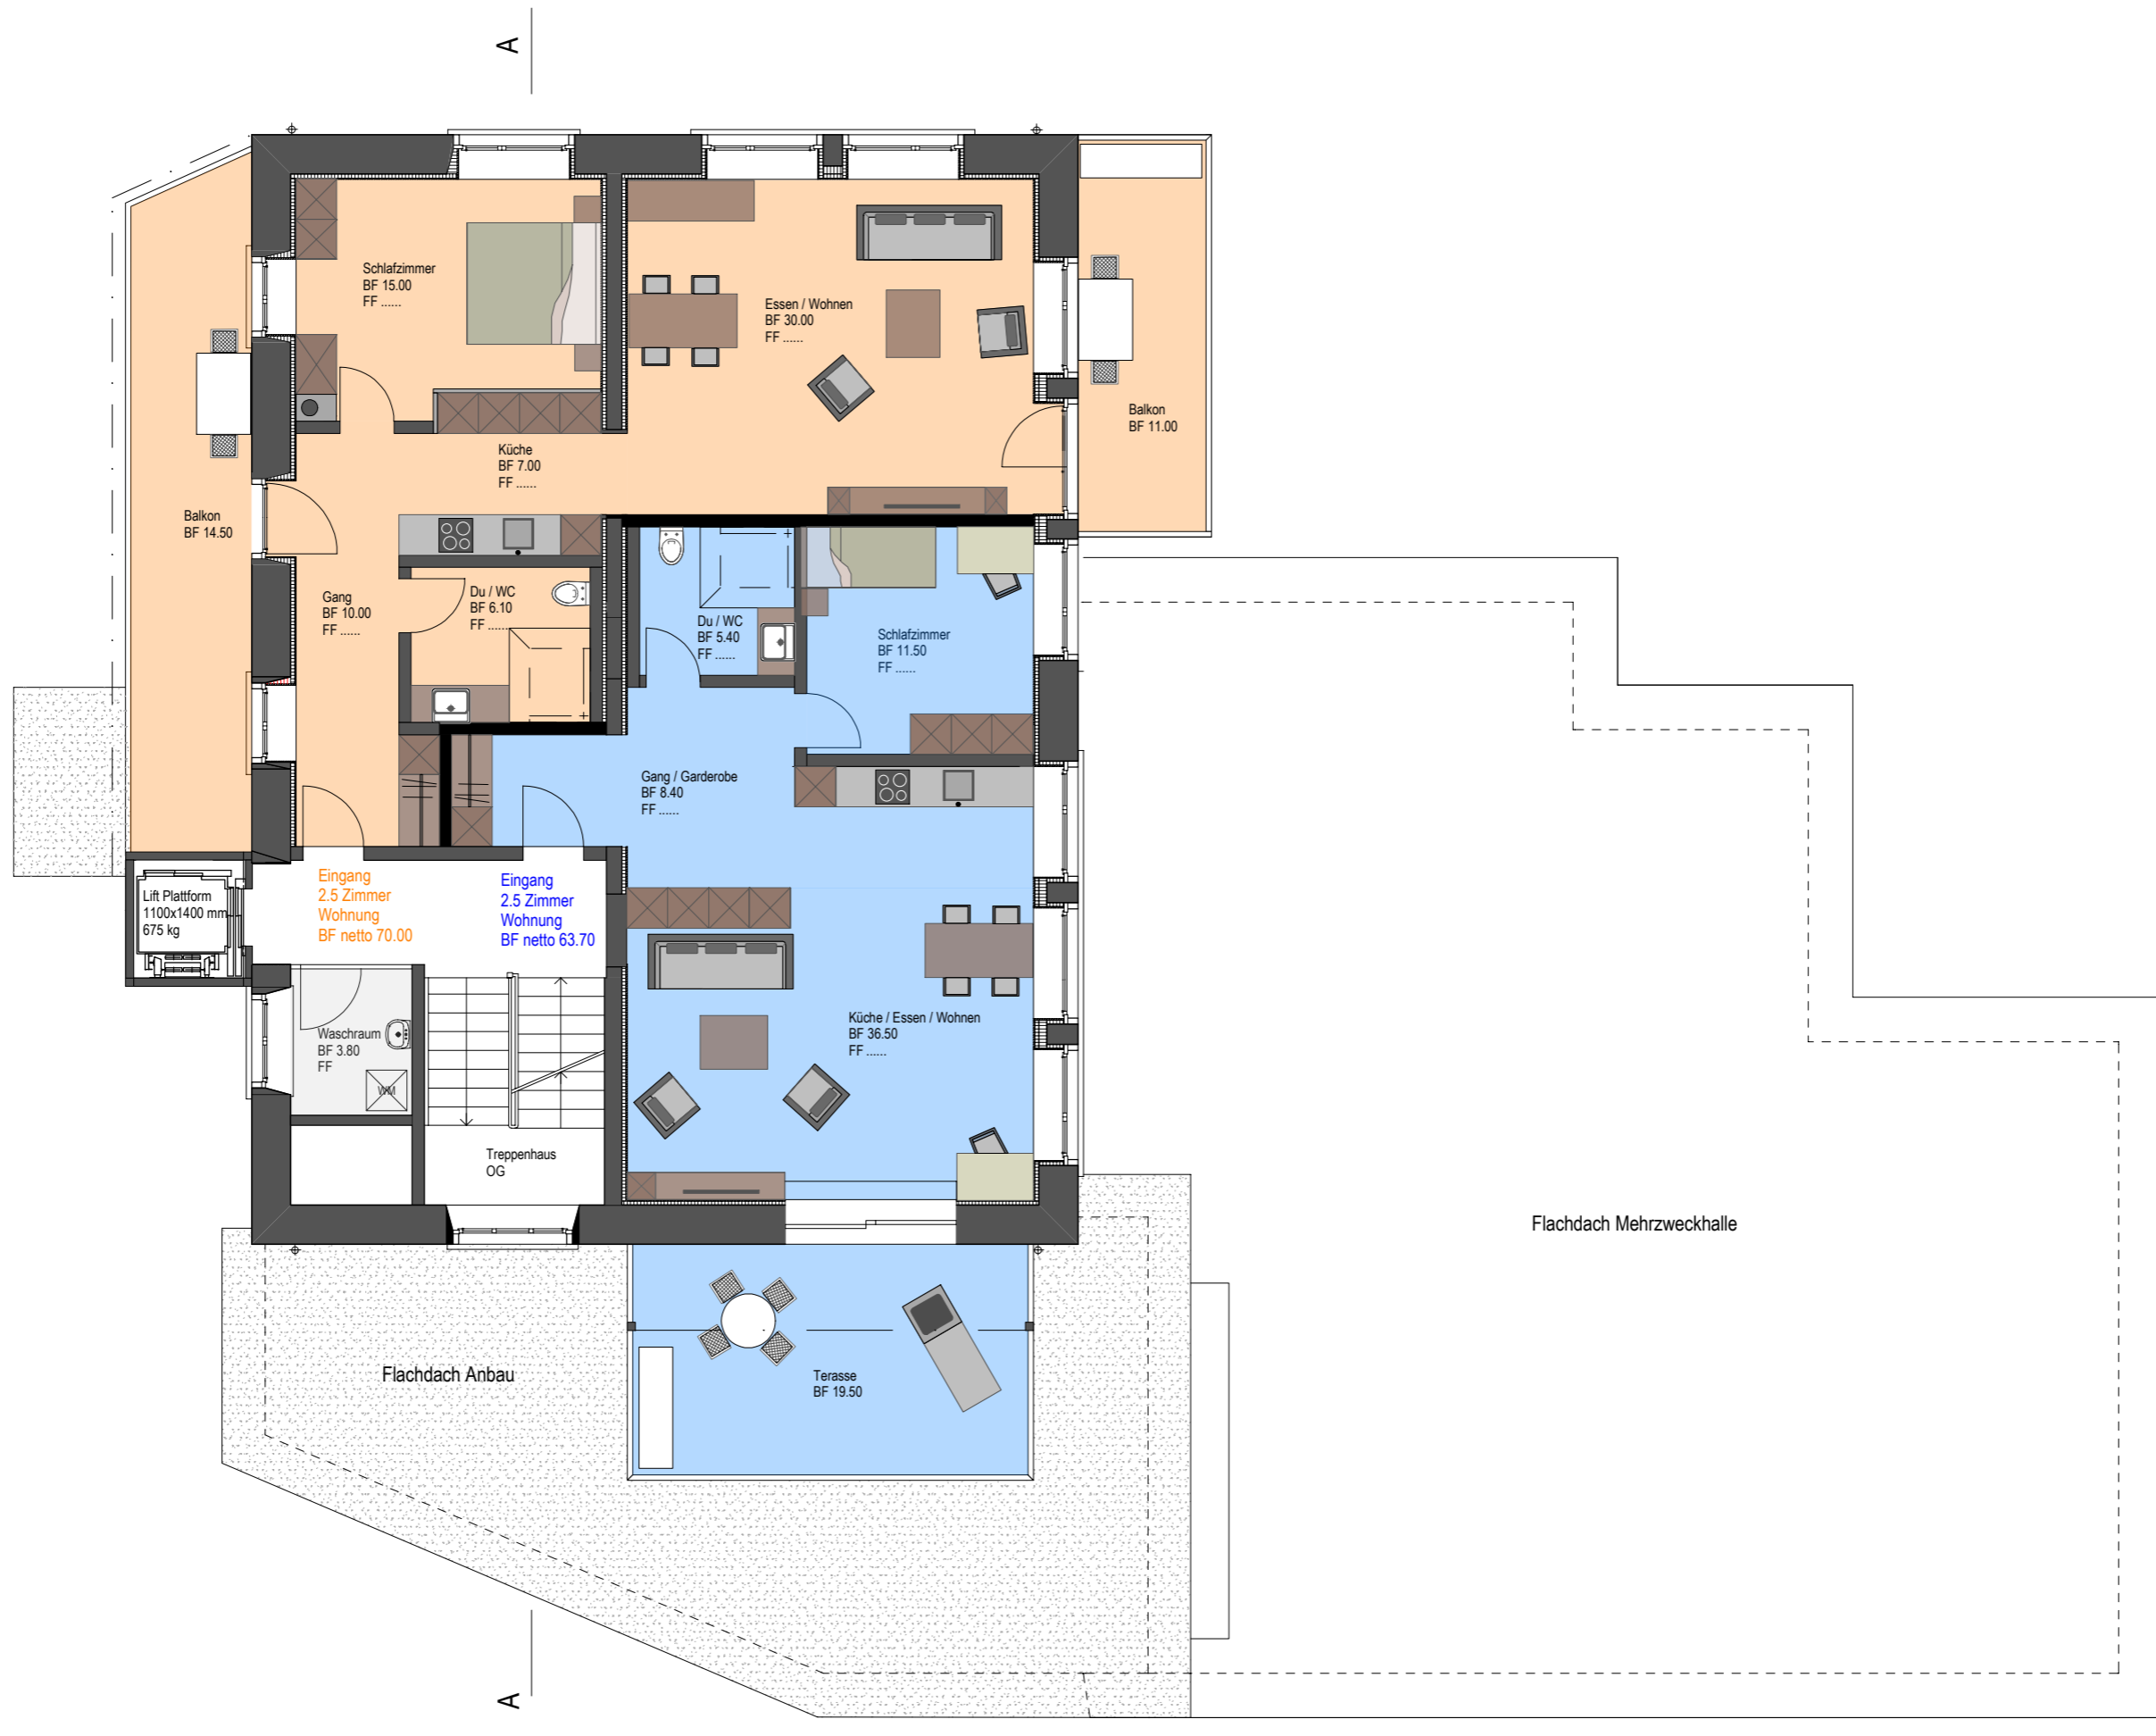 A
Schlafzimmer
BF 15.00
FF ......
Essen / Wohnen
BF 30.00
FF ......
Balkon
BF 11.00
Küche
BF 7.00
FF ......
Balkon
BF 14.50
Gang
BF 10.00
FF ......
Du / WC
BF 6.10
FF ......
Du / WC
BF 5.40
FF ......
Schlafzimmer
BF 11.50
FF ......
Gang / Garderobe
BF 8.40
FF ......
Lift Plattform
1100x1400 mm
675 kg
Eingang
2.5 Zimmer
Wohnung
BF netto 70.00
Eingang
2.5 Zimmer
Wohnung
BF netto 63.70
Waschraum
BF 3.80
FF
WM
Küche / Essen / Wohnen
BF 36.50
FF ......
Treppenhaus
OG
Flachdach Mehrzweckhalle
Flachdach Anbau
Terasse
BF 19.50
A